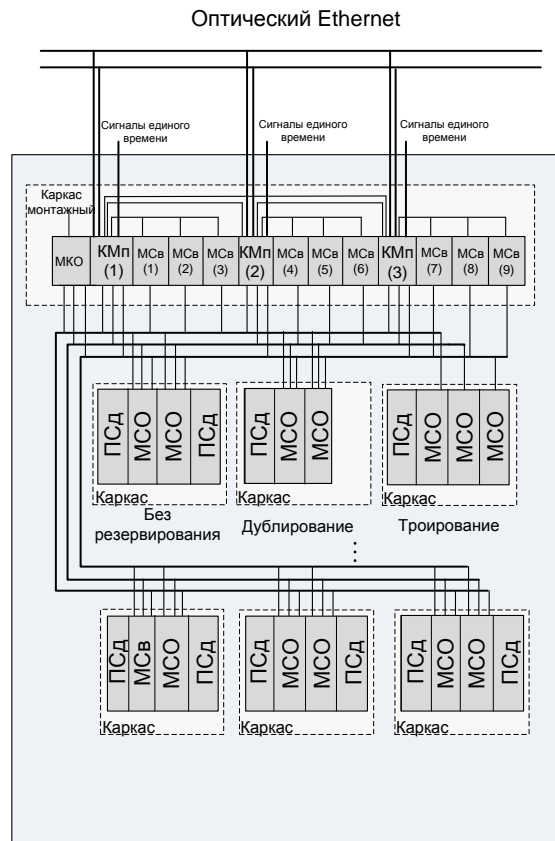 Оптический Ethernet
Сигналы единого
времени
Сигналы единого
времени
Сигналы единого
времени
Каркас
монтажный
МКО
КМп
(1)
МСв
(1)
МСв
(2)
МСв
(3)
КМп
(2)
МСв
(4)
МСв
(5)
МСв
(6)
КМп
(3)
МСв
(7)
МСв
(8)
МСв
(9)
ПСд
МСО
МСО
ПСд
Каркас
Без
резервирования
ПСд
МСО
МСО
Каркас
Дублирование
ПСд
МСО
МСО
МСО
Каркас
Троирование
...
ПСд
МСв
МСО
ПСд
Каркас
ПСд
МСО
МСО
ПСд
Каркас
ПСд
МСО
МСО
ПСд
Каркас